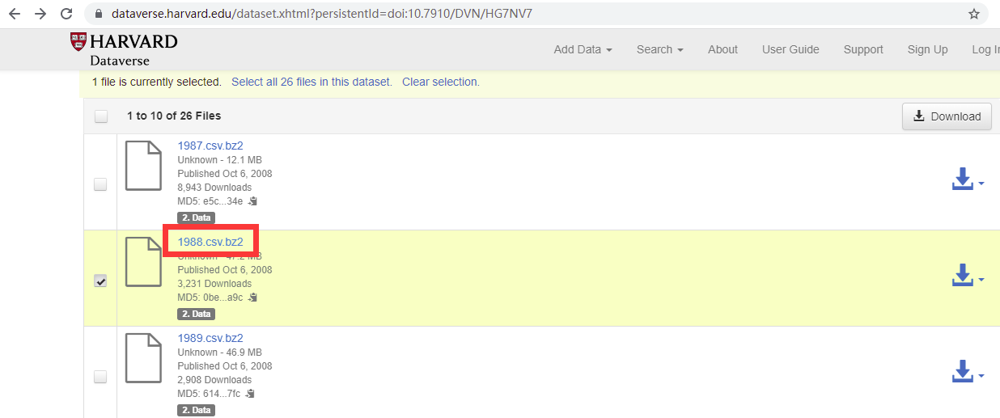 dataverse.harvard.edu/dataset.xhtml?persistentId=doi:10.7910/DVN/HG7NV7
HARVARD
Dataverse
Add Data Search About User Guide Support Sign Up Log In
1 file is currently selected. Select all 26 files in this dataset. Clear selection.
1 to 10 of 26 Files Download
1987.csv.bz2
Unknown - 12.1 MB
Published Oct 6, 2008
8,943 Downloads
MD5: e5c...34e
2. Data
1988.csv.bz2
Unknown - 47.2 MB
Published Oct 6, 2008
3,231 Downloads
MD5: 0be...a9c
2. Data
1989.csv.bz2
Unknown - 46.9 MB
Published Oct 6, 2008
2,908 Downloads
MD5: 614...7fc
2. Data